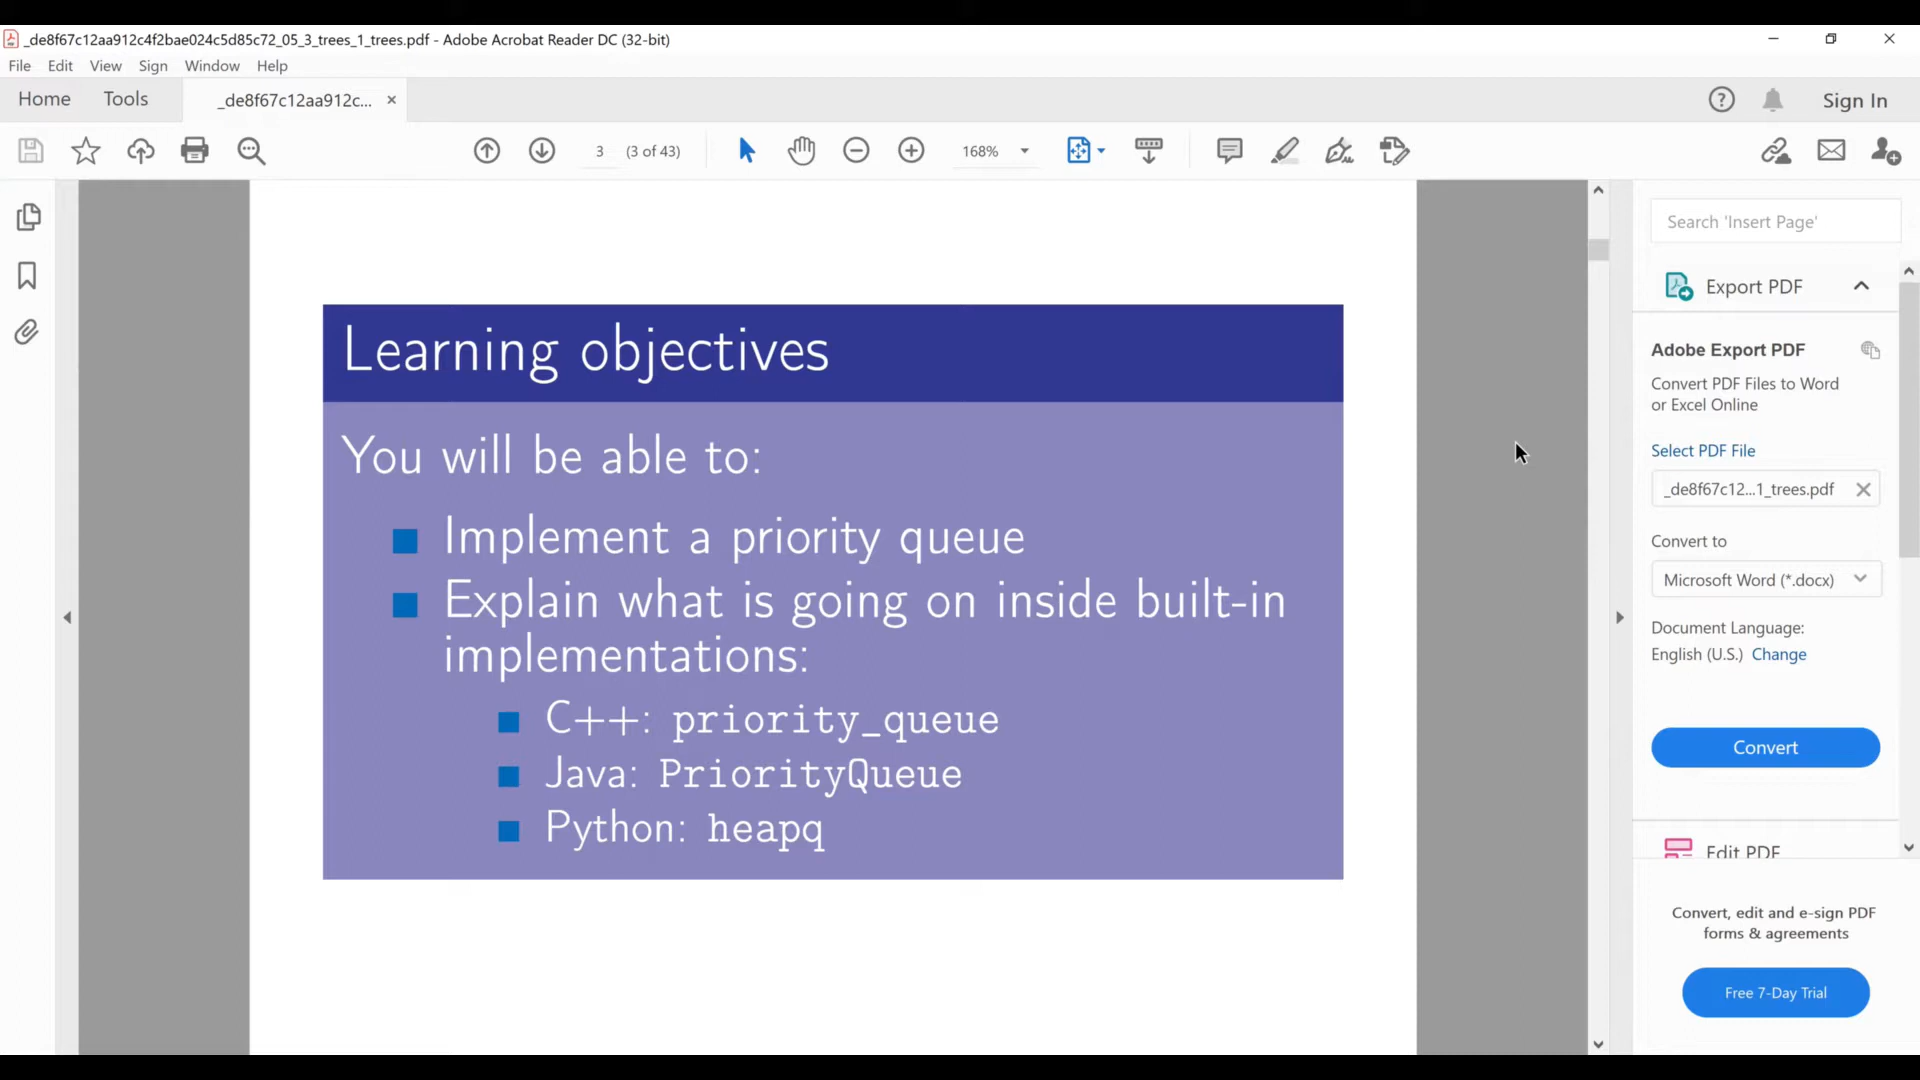 _de8f67c12aa912c4f2bae024c5d85c72_05_3_trees_1_trees.pdf - Adobe Acrobat Reader DC (32-bit)
File Edit View Sign Window Help
Home Tools _de8f67c12aa912c... × Sign In
3 (3 of 43) 168%
Search 'Insert Page'
Export PDF
Adobe Export PDF
Convert PDF Files to Word
or Excel Online
Select PDF File
_de8f67c12...1_trees.pdf
Convert to
Microsoft Word (*.docx)
Document Language:
English (U.S.) Change
Convert
Edit PDF
Convert, edit and e-sign PDF
forms & agreements
Free 7-Day Trial
Learning objectives
You will be able to:
Implement a priority queue
Explain what is going on inside built-in
implementations:
C++: priority_queue
Java: PriorityQueue
Python: heapq